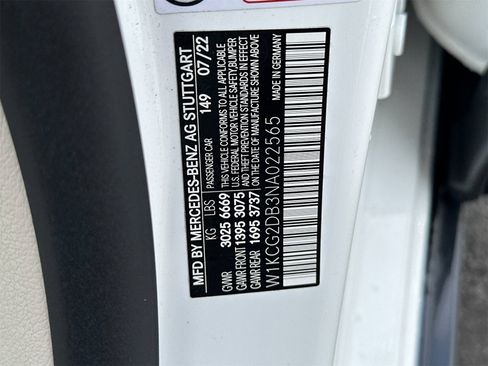 MFD BY MERCEDES-BENZ AG STUTTGART
PASSENGER CAR 149 07/22
KG LBS
GVWR 3025 6669
GAWR FRONT 1395 3075
GAWR REAR 1695 3737
THIS VEHICLE CONFORMS TO ALL APPLICABLE
U.S. FEDERAL MOTOR VEHICLE SAFETY, BUMPER
AND THEFT PREVENTION STANDARDS IN EFFECT
ON THE DATE OF MANUFACTURE SHOWN ABOVE.
W1KCG2DB3NA022565
MADE IN GERMANY